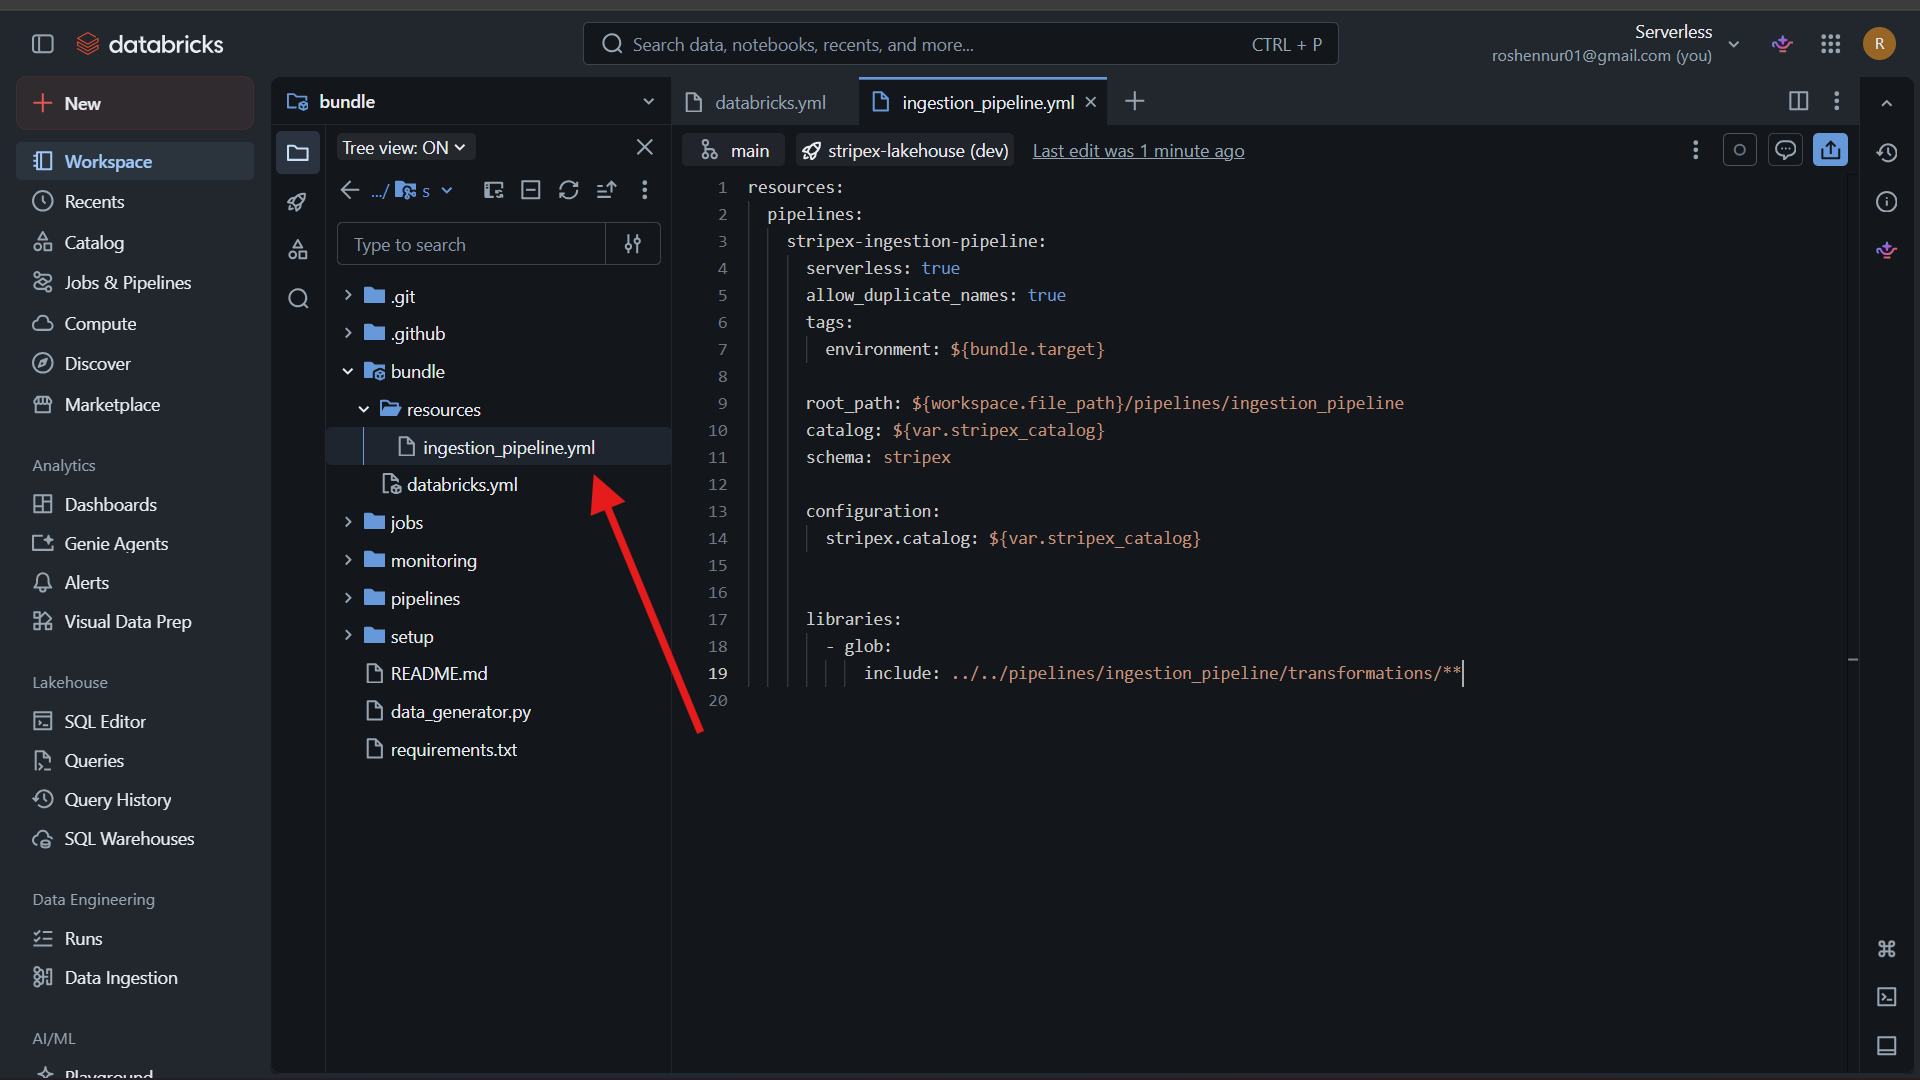 databricks
Search data, notebooks, recents, and more...
CTRL + P
Serverless
roshennur01@gmail.com (you)
R
New
Workspace
Recents
Catalog
Jobs & Pipelines
Compute
Discover
Marketplace
Analytics
Dashboards
Genie Agents
Alerts
Visual Data Prep
Lakehouse
SQL Editor
Queries
Query History
SQL Warehouses
Data Engineering
Runs
Data Ingestion
AI/ML
Playground
bundle
Tree view: ON
.../ s
Type to search
.git
.github
bundle
resources
ingestion_pipeline.yml
databricks.yml
jobs
monitoring
pipelines
setup
README.md
data_generator.py
requirements.txt
databricks.yml
ingestion_pipeline.yml
main
stripex-lakehouse (dev)
Last edit was 1 minute ago
1 resources:
2 pipelines:
3 stripex-ingestion-pipeline:
4 serverless: true
5 allow_duplicate_names: true
6 tags:
7 environment: ${bundle.target}
8
9 root_path: ${workspace.file_path}/pipelines/ingestion_pipeline
10 catalog: ${var.stripex_catalog}
11 schema: stripex
12
13 configuration:
14 stripex.catalog: ${var.stripex_catalog}
15
16
17 libraries:
18 - glob:
19 include: ../../pipelines/ingestion_pipeline/transformations/**
20